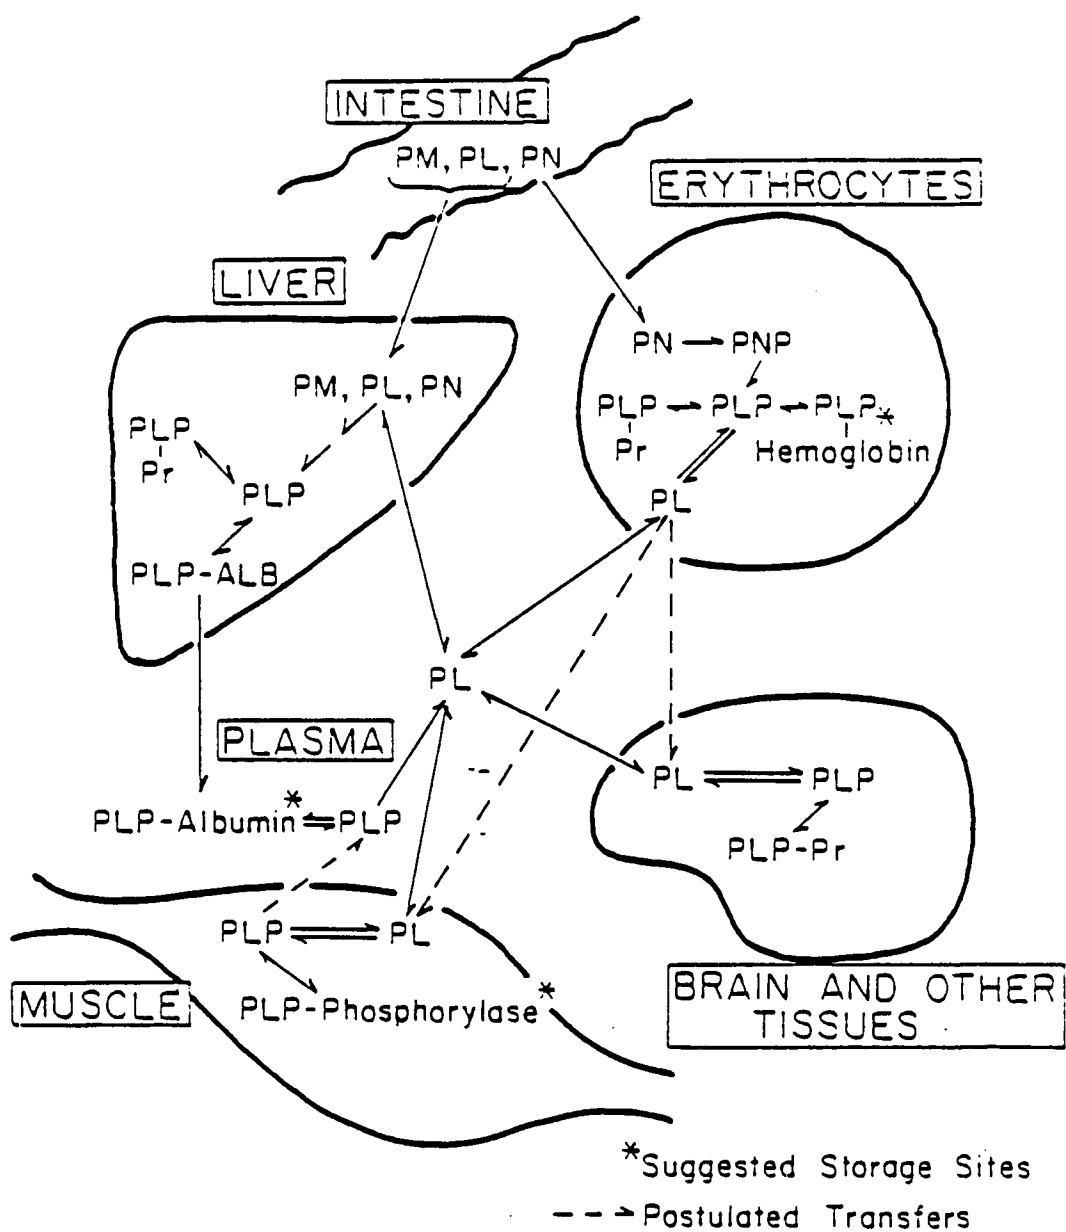 INTESTINE
PM, PL, PN
ERYTHROCYTES
LIVER
PN PNP
PM, PL, PN
PLP PLP PLP*
PLP
Pr Hemoglobin
Pr
PLP
PL
PLP-ALB
PL
PLASMA
PL PLP
PLP-Albumin* PLP
PLP-Pr
PLP PL
MUSCLE
PLP-Phosphorylase*
BRAIN AND OTHER
TISSUES
*Suggested Storage Sites
Postulated Transfers